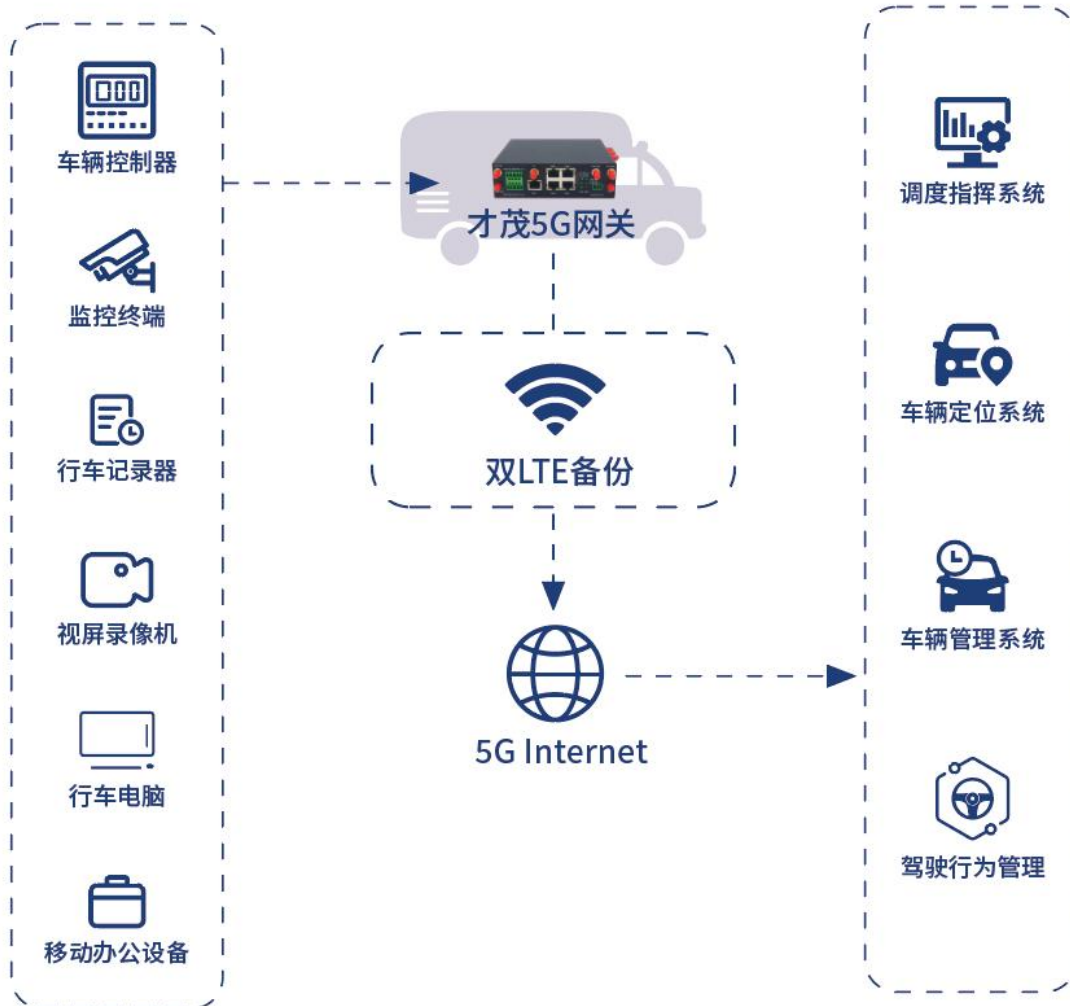 车辆控制器
监控终端
行车记录器
视屏录像机
行车电脑
移动办公设备
才茂5G网关
双LTE备份
5G Internet
调度指挥系统
车辆定位系统
车辆管理系统
驾驶行为管理